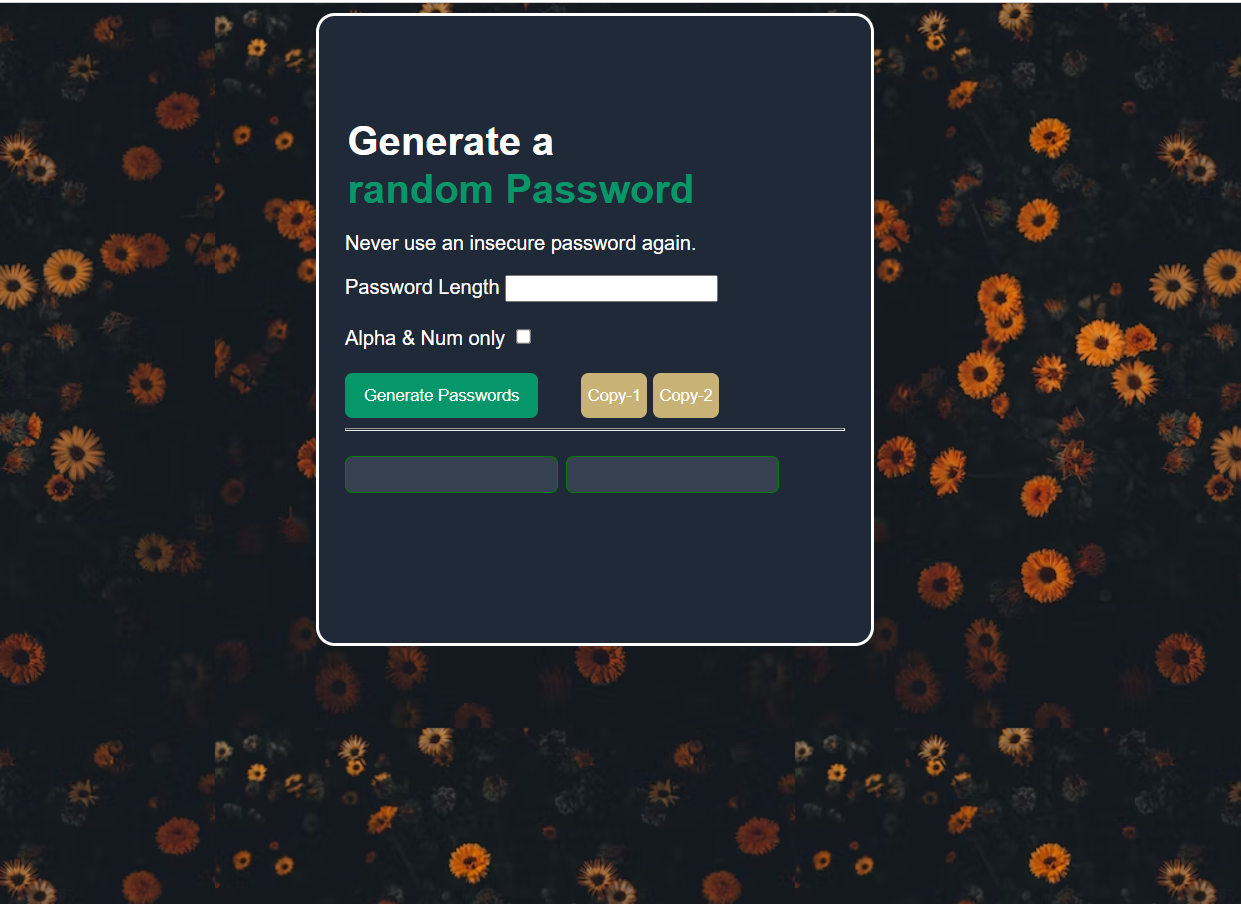 Generate a
random Password
Never use an insecure password again.
Password Length
Alpha & Num only
Generate Passwords Copy-1 Copy-2